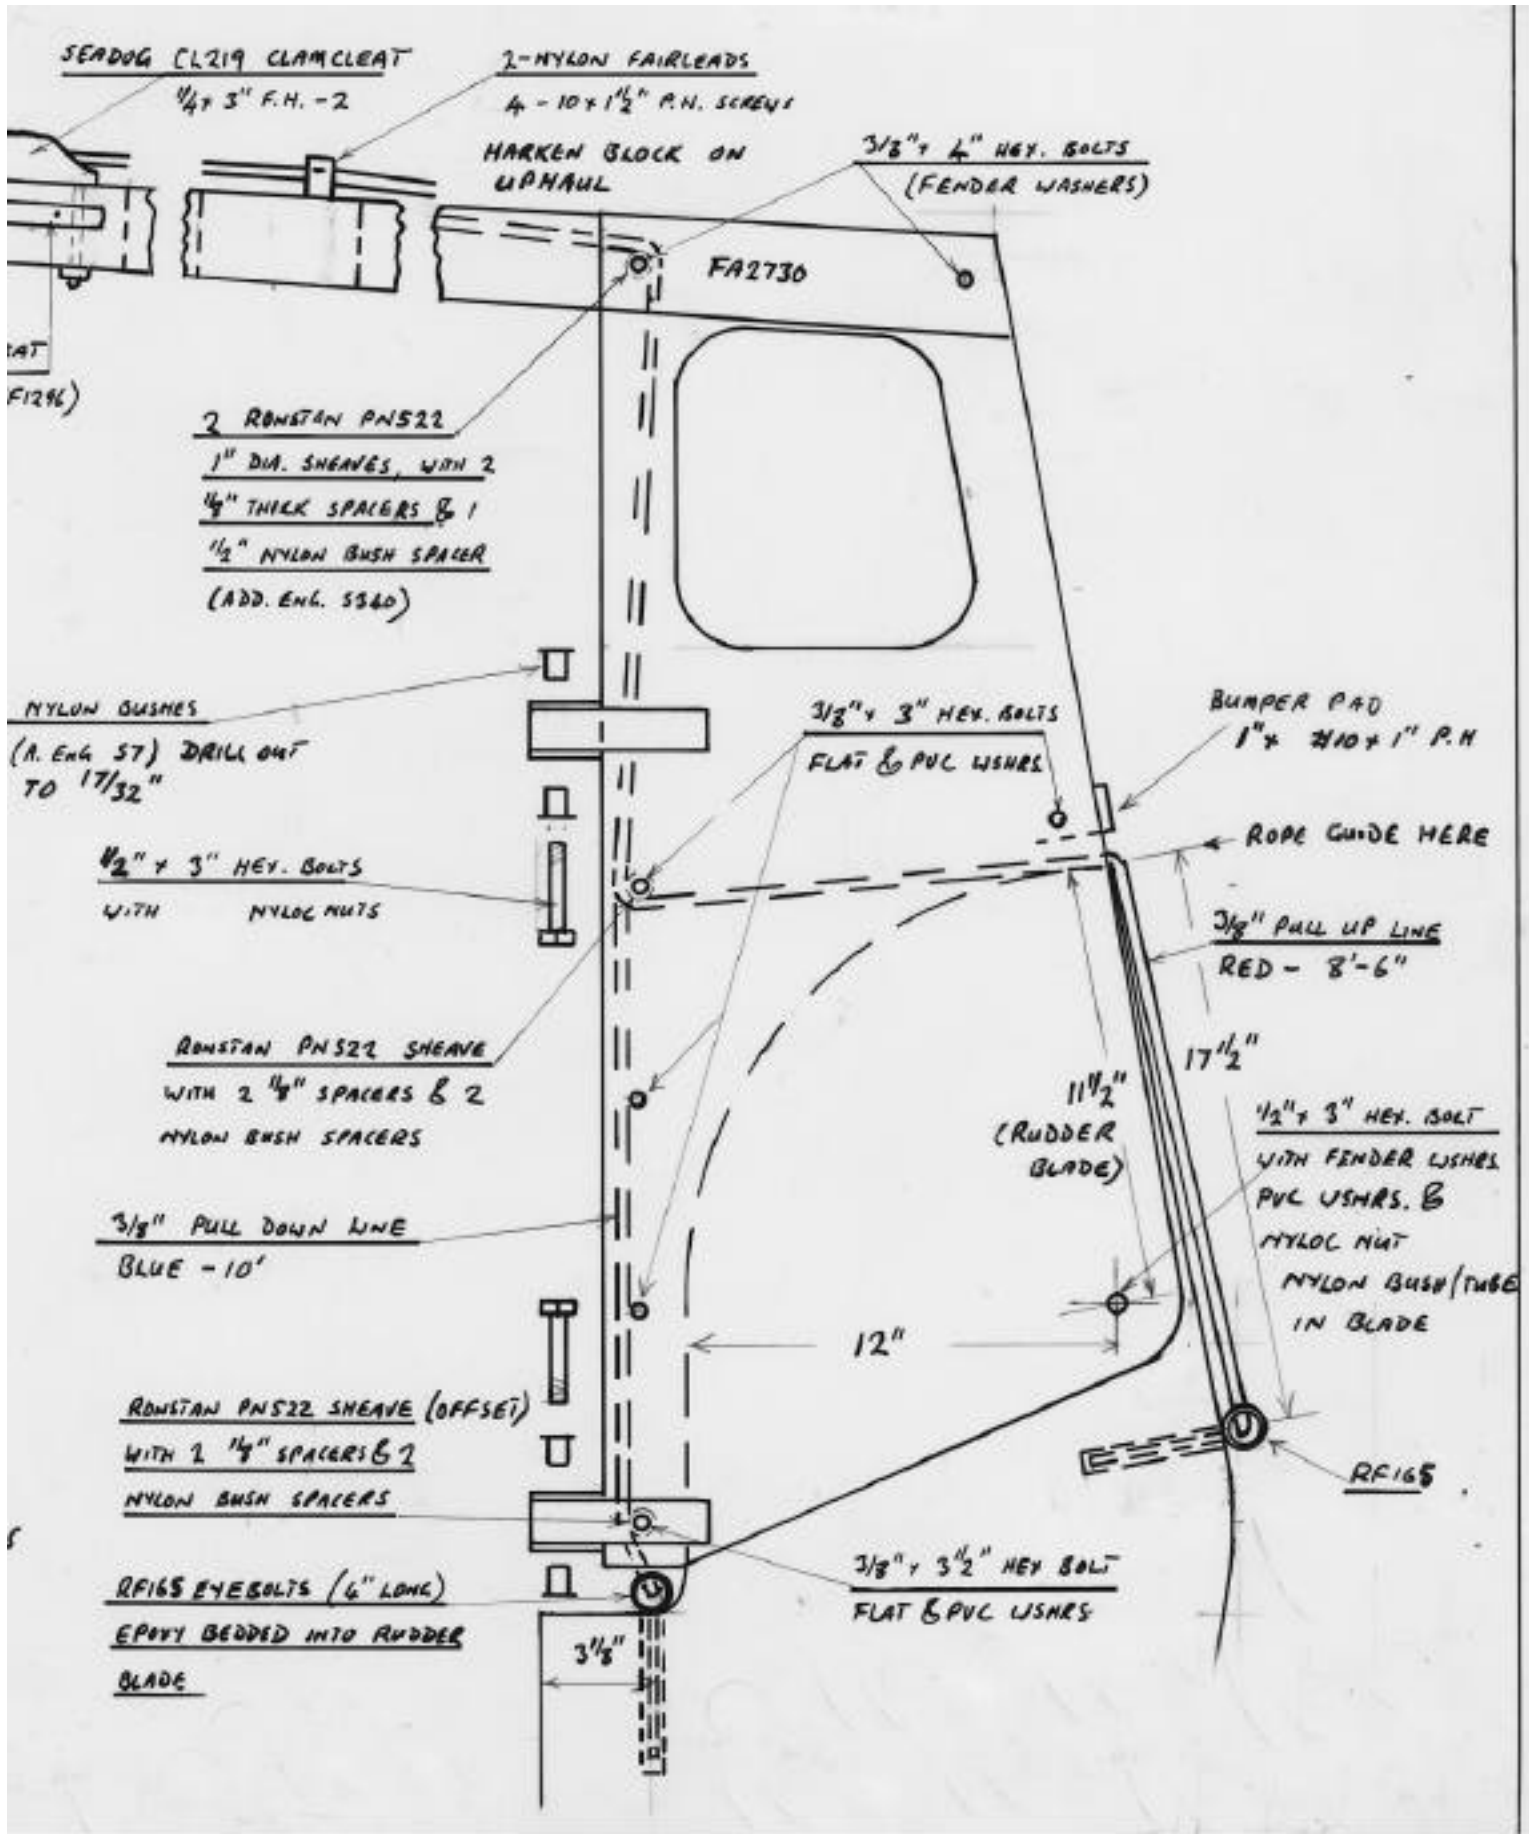 SEADOG CL219 CLAMCLEAT
1/4 x 3" F.H. - 2
2-NYLON FAIRLEADS
4 - 10 x 1 1/2" P.H. SCREWS
HARKEN BLOCK ON
UPHAUL
3/8" x 4" HEX. BOLTS
(FENDER WASHERS)
FA2730
EAT
F1296)
2 RONSTAN PN522
1" DIA. SHEAVES, WITH 2
1/8" THICK SPACERS & 1
1/2" NYLON BUSH SPACER
(ADD. ENG. S340)
NYLON BUSHES
(A. ENG S7) DRILL OUT
TO 17/32"
1/2" x 3" HEX. BOLTS
WITH NYLOC NUTS
3/8" x 3" HEX. BOLTS
FLAT & PVC WSHRS
BUMPER PAD
1" x #10 x 1" P.H
ROPE GUIDE HERE
3/8" PULL UP LINE
RED - 8'-6"
RONSTAN PN522 SHEAVE
WITH 2 1/8" SPACERS & 2
NYLON BUSH SPACERS
11 1/2"
(RUDDER
BLADE)
17 1/2"
1/2" x 3" HEX. BOLT
WITH FENDER WSHRS
PVC WSHRS. &
NYLOC NUT
NYLON BUSH/TUBE
IN BLADE
3/8" PULL DOWN LINE
BLUE - 10'
12"
RONSTAN PN522 SHEAVE (OFFSET)
WITH 2 1/8" SPACERS & 2
NYLON BUSH SPACERS
RF165
S
RF165 EYEBOLTS (4" LONG)
EPOXY BEDDED INTO RUDDER
BLADE
3/8" x 3 1/2" HEX BOLT
FLAT & PVC WSHRS
3 1/8"